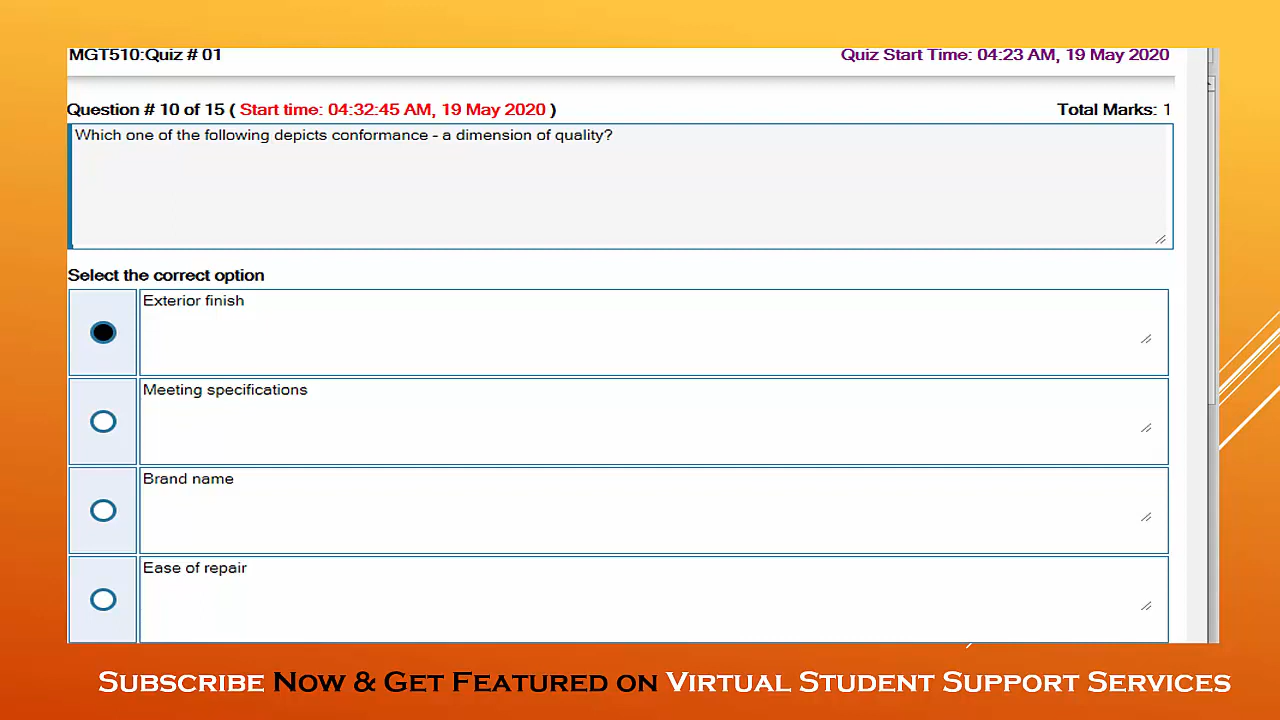 MGT510:Quiz # 01
Quiz Start Time: 04:23 AM, 19 May 2020
Question # 10 of 15 ( Start time: 04:32:45 AM, 19 May 2020 )
Total Marks: 1
Which one of the following depicts conformance - a dimension of quality?
Select the correct option
Exterior finish
Meeting specifications
Brand name
Ease of repair
Subscribe Now & Get Featured on Virtual Student Support Services